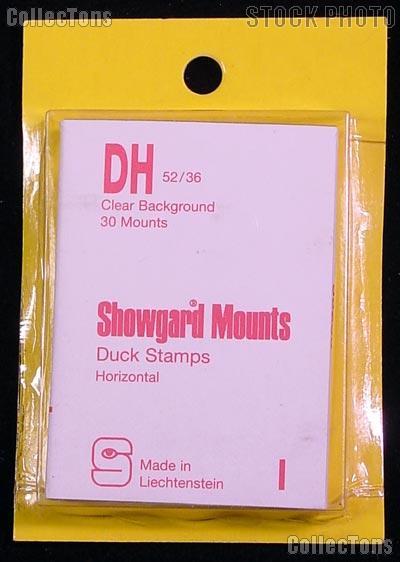 CollecTons
STOCK PHOTO
DH 52/36
Clear Background
30 Mounts
Showgard® Mounts
Duck Stamps
Horizontal
S
Made in
Liechtenstein
I
CollecTons